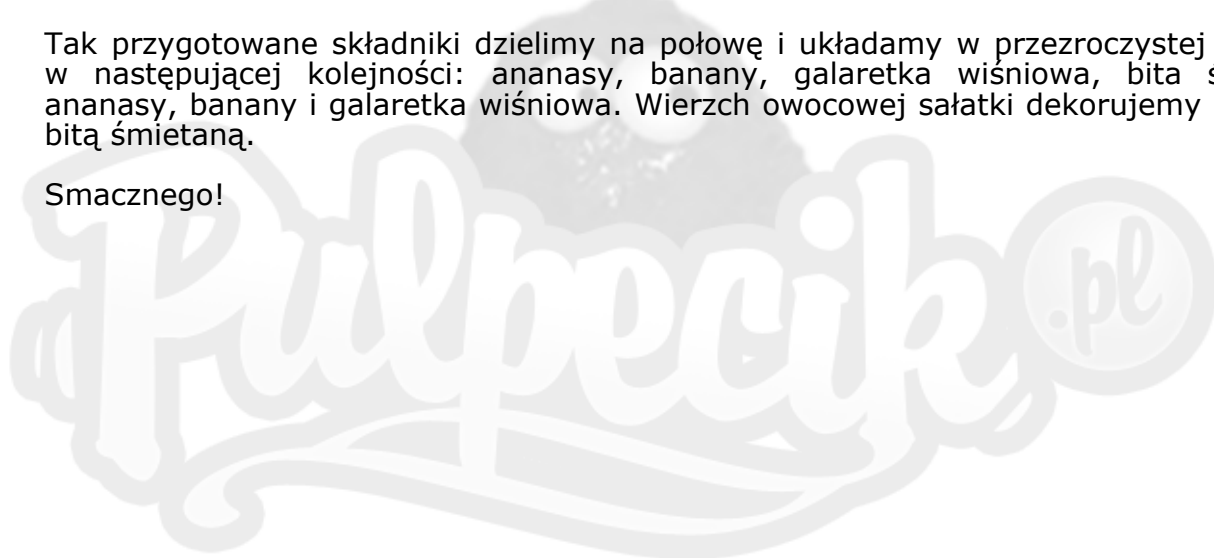 Tak przygotowane składniki dzielimy na połowę i układamy w przezroczystej
w następującej kolejności: ananasy, banany, galaretka wiśniowa, bita
ananasy, banany i galaretka wiśniowa. Wierzch owocowej sałatki dekorujemy
bitą śmietaną.
Smacznego!
Pulpecik.pl